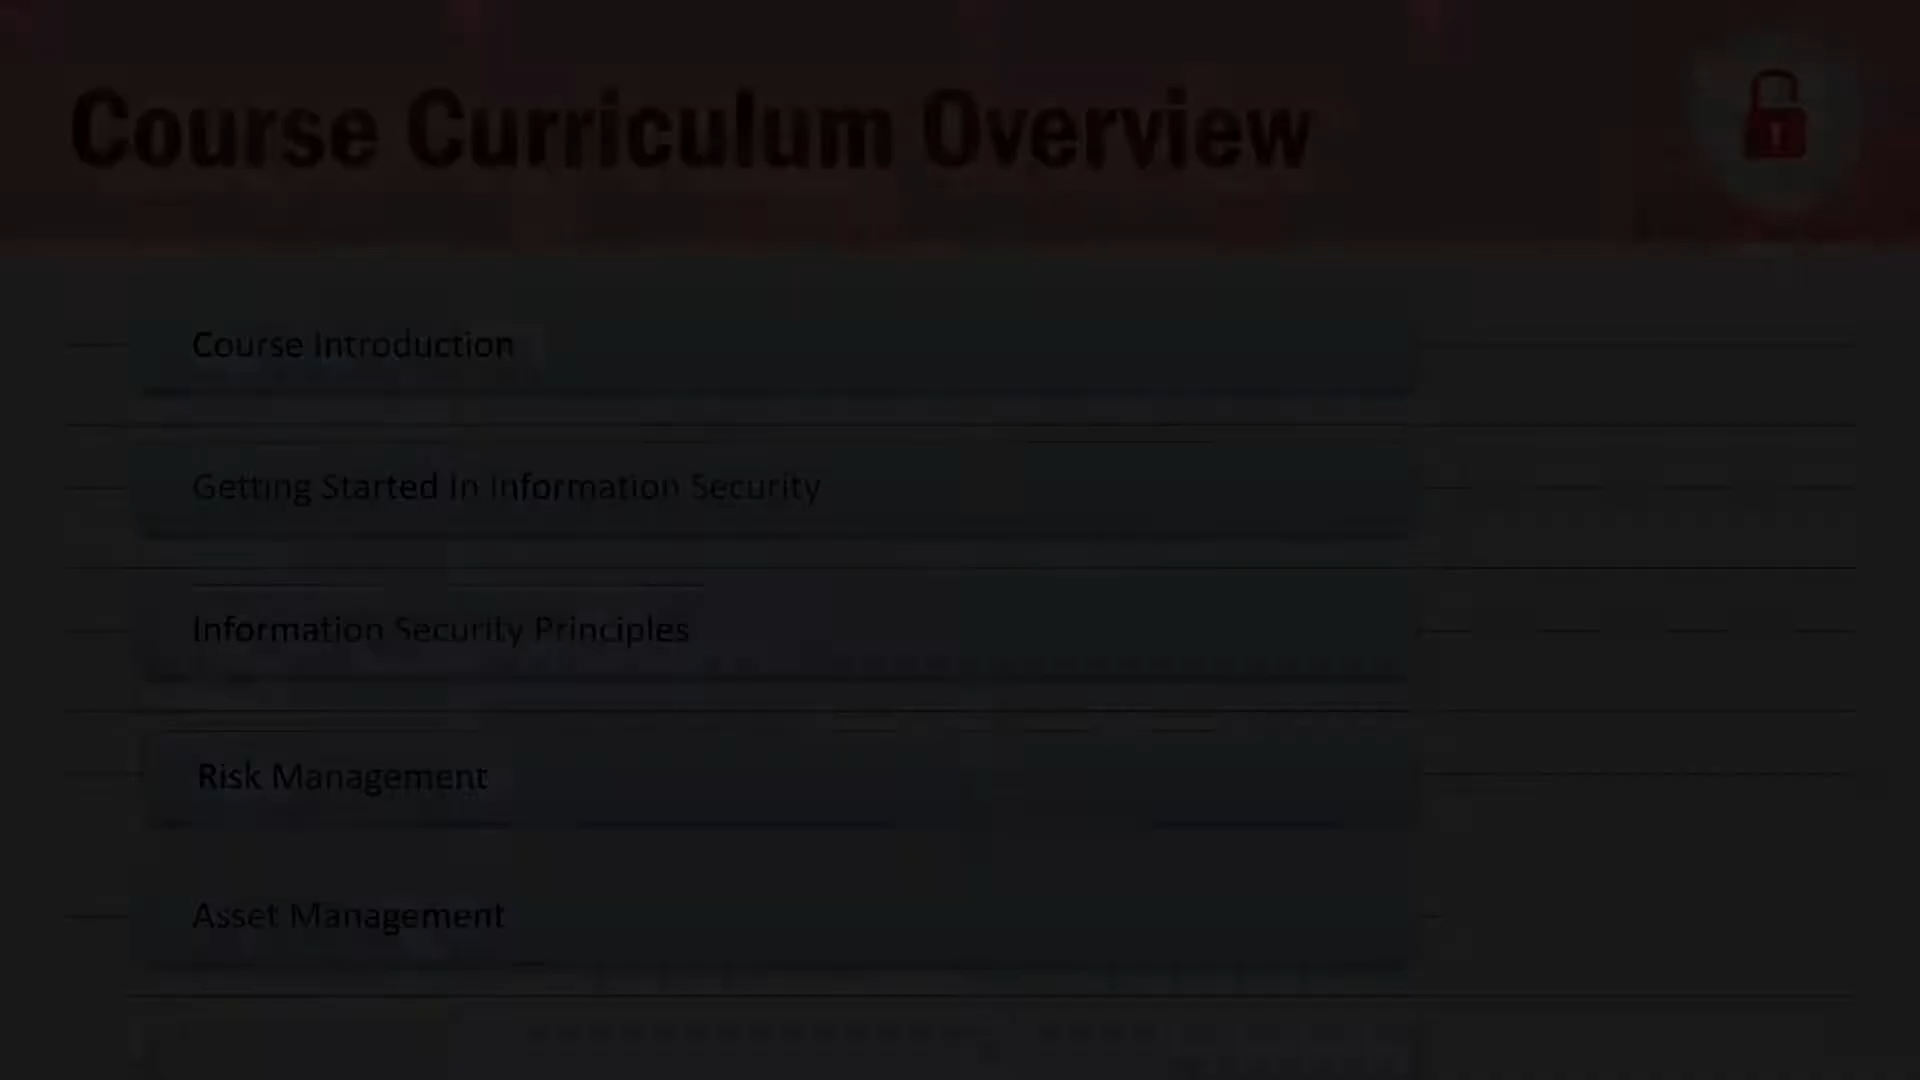 Course Curriculum Overview
Course Introduction
Getting Started In Information Security
Information Security Principles
Risk Management
Asset Management